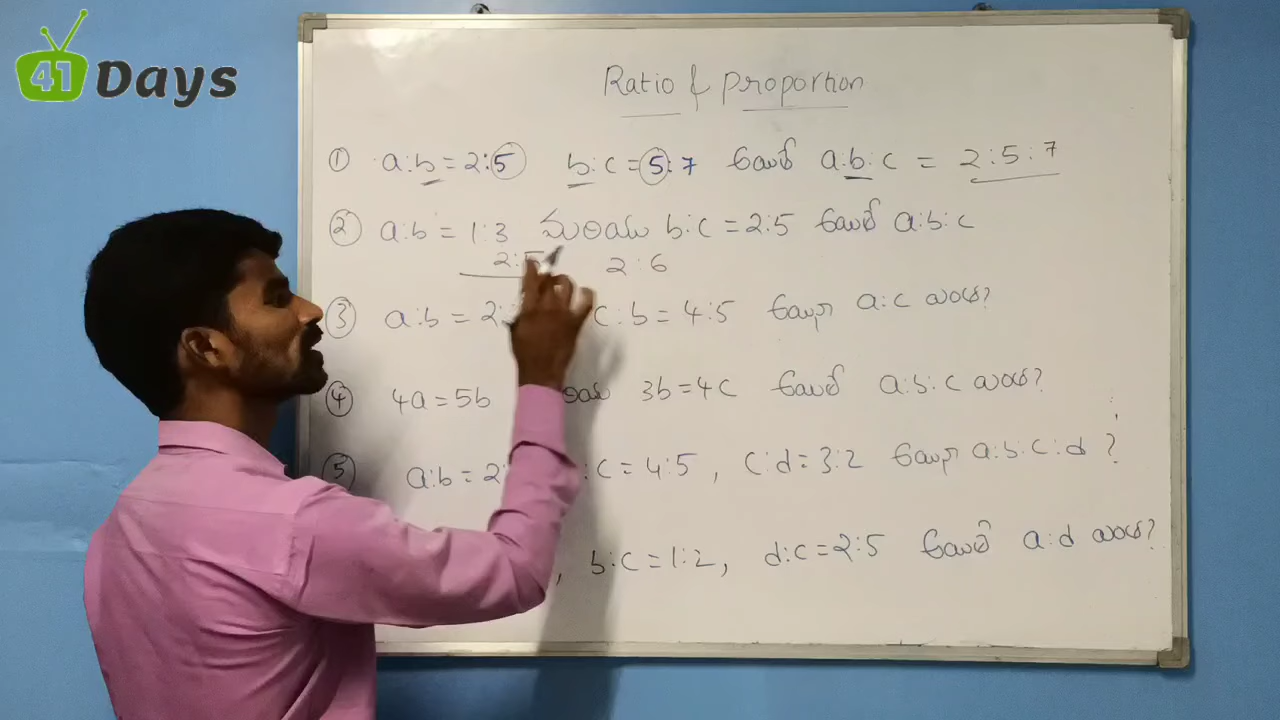 41 Days
Ratio & proportion
① a:b = 2:5 b:c = 5:7 అయితే a:b:c = 2:5:7
② a:b = 1:3 మరియు b:c = 2:5 అయితే a:b:c
2:5 2:6
③ a:b = 2: c:b = 4:5 a:c
④ 4a = 5b 3b = 4c అయితే a:b:c
⑤ a:b = 2 :c = 4:5 , c:d = 3:2 a:b:c:d ?
, b:c = 1:2 , d:c = 2:5 అయితే a:d